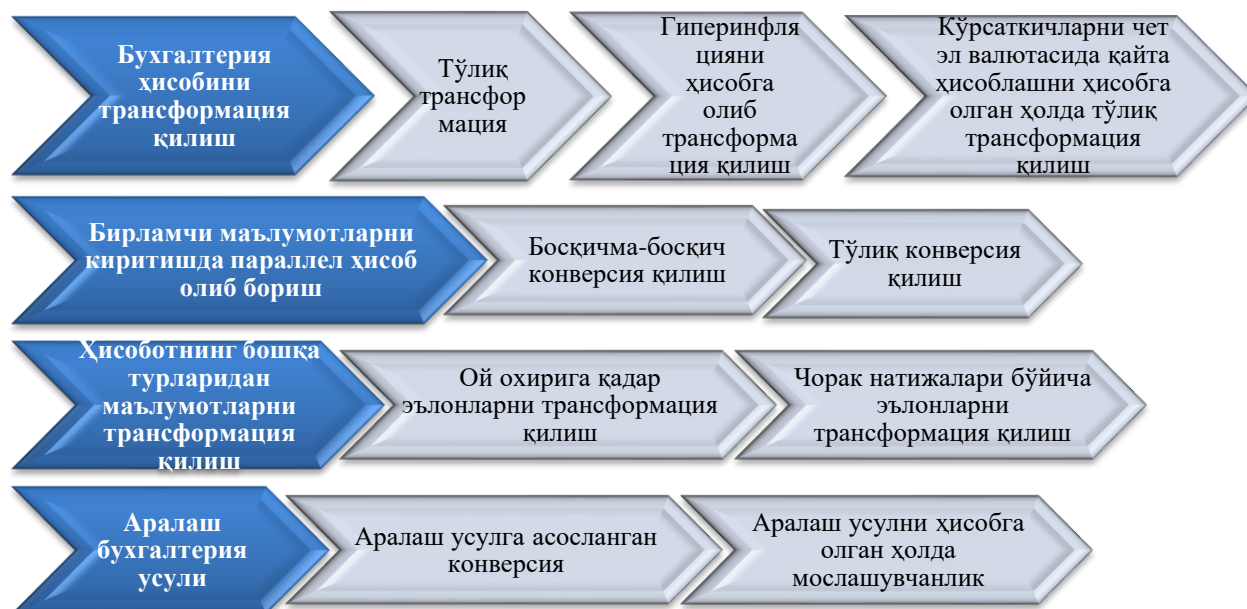 Бухгалтерия
ҳисобини
трансформация
қилиш
Тўлиқ
трансфор
мация
Гиперинфля
цияни
ҳисобга
олиб
трансформа
ция қилиш
Кўрсаткичларни чет
эл валютасида қайта
ҳисоблашни ҳисобга
олган ҳолда тўлиқ
трансформация
қилиш
Бирламчи маълумотларни
киритишда параллел ҳисоб
олиб бориш
Босқичма-босқич
конверсия қилиш
Тўлиқ конверсия
қилиш
Ҳисоботнинг бошқа
турларидан
маълумотларни
трансформация
қилиш
Ой охирига қадар
эълонларни трансформация
қилиш
Чорак натижалари бўйича
эълонларни
трансформация қилиш
Аралаш
бухгалтерия
усули
Аралаш усулга асосланган
конверсия
Аралаш усулни ҳисобга
олган ҳолда
мослашувчанлик